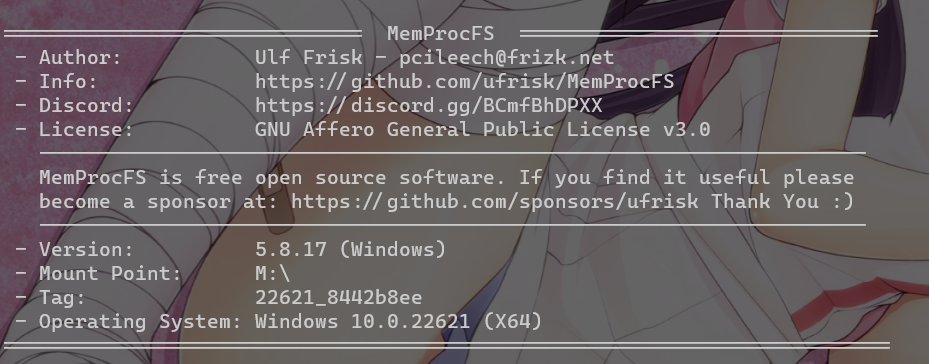 MemProcFS
- Author: Ulf Frisk - pcileech@frizk.net
- Info: https://github.com/ufrisk/MemProcFS
- Discord: https://discord.gg/BCmfBhDPXX
- License: GNU Affero General Public License v3.0
MemProcFS is free open source software. If you find it useful please
become a sponsor at: https://github.com/sponsors/ufrisk Thank You :)
- Version: 5.8.17 (Windows)
- Mount Point: M:\
- Tag: 22621_8442b8ee
- Operating System: Windows 10.0.22621 (X64)